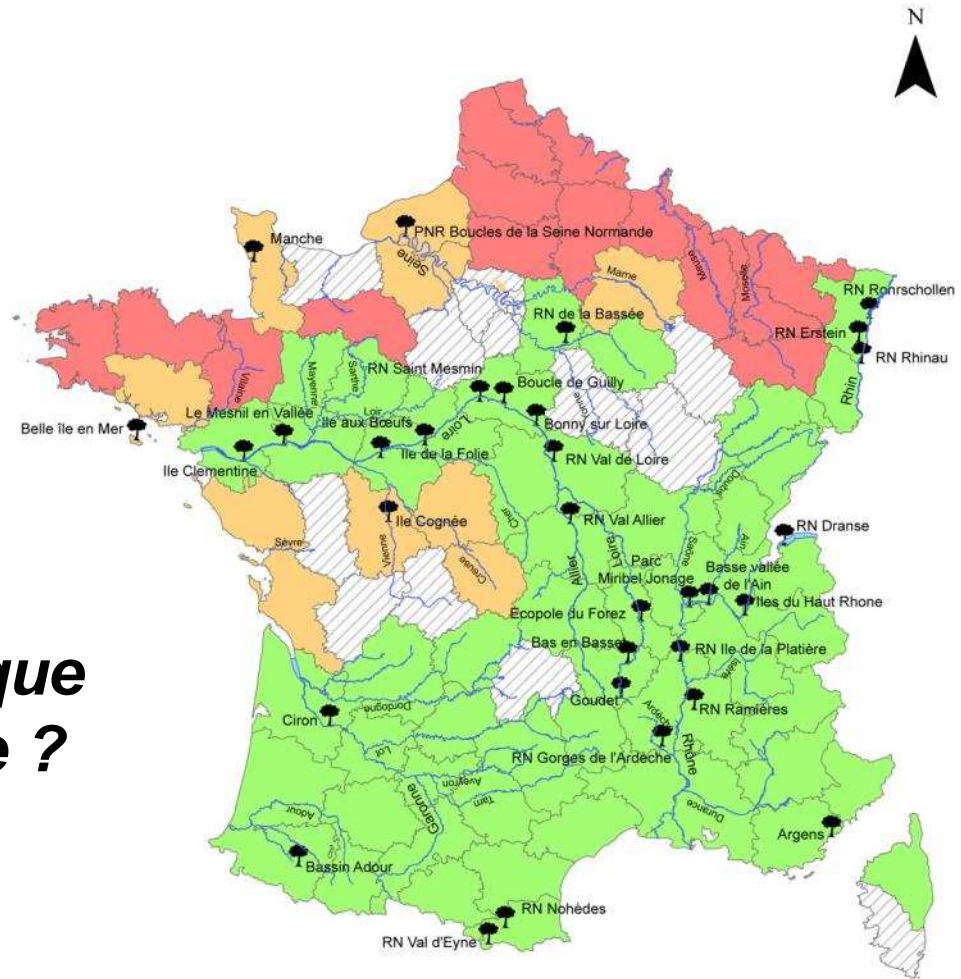 N
Manche
PNR Boucles de la Seine Normande
Seine
Marne
Meuse
Moselle
RN Ronrschollen
RN de la Bassée
RN Erstein
RN Rhinau
Rhin
Vilaine
Mayenne
Sarthe
RN Saint Mesmin
Boucle de Guilly
Yonne
Loir
Le Mesnil en Vallée
Ile aux Bœufs
Loire
Bonny sur Loire
Belle île en Mer
Ile de la Folie
RN Val de Loire
Ile Clementine
Cher
Doubs
Ile Cognée
RN Val Allier
RN Dranse
Sèvre
Vienne
Creuse
Allier
Loire
Saône
Ain
Parc
Miribel Jonage
Basse vallée
de l'Ain
Ecopole du Forez
Iles du Haut Rhone
Bas en Basset
RN Ile de la Platière
Isère
que
e ?
Dordogne
Goudet
Ardèche
RN Ramières
Ciron
Lot
RN Gorges de l'Ardèche
Rhône
Aveyron
Tarn
Garonne
Adour
Durance
Argens
Bassin Adour
RN Nohèdes
RN Val d'Eyne